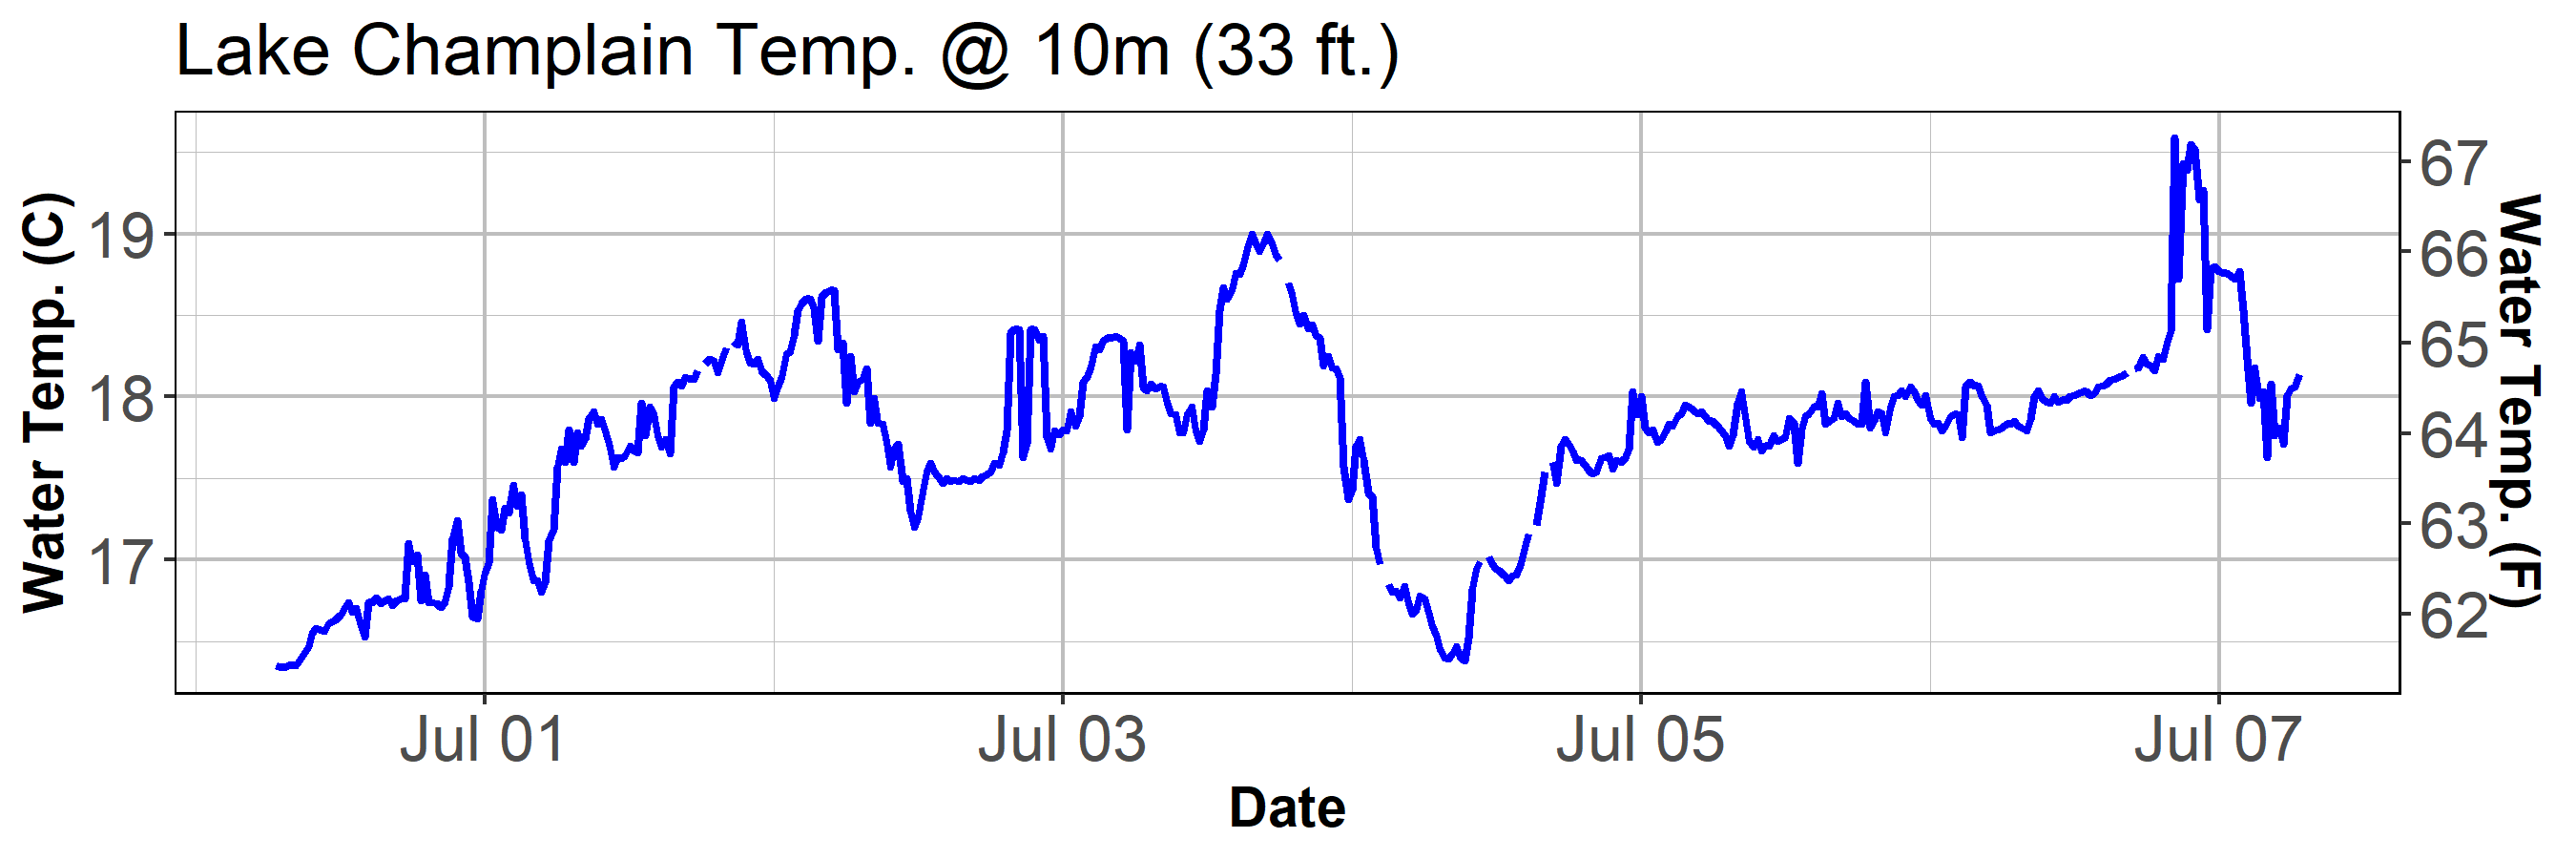 Lake Champlain Temp. @ 10m (33 ft.)
Water Temp. (C)
19
18
17
67
66
65
64
63
62
Water Temp. (F)
Jul 01 Jul 03 Jul 05 Jul 07
Date